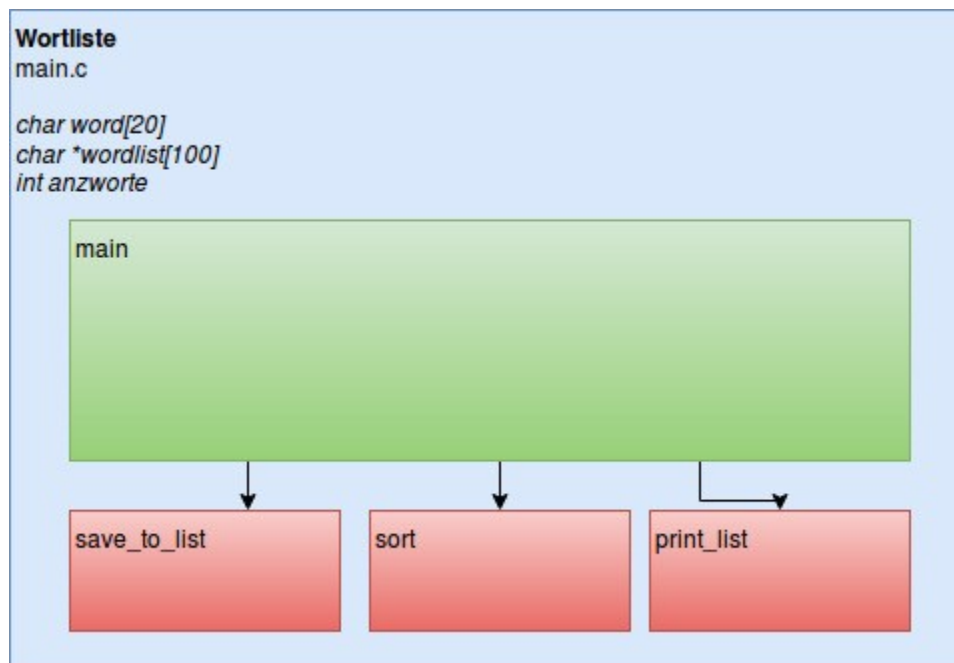 Wortliste
main.c
char word[20]
char *wordlist[100]
int anzworte
main
save_to_list
sort
print_list